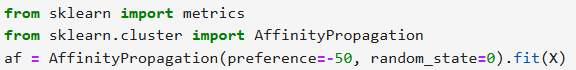 from sklearn import metrics
from sklearn.cluster import AffinityPropagation
af = AffinityPropagation(preference=-50, random_state=0).fit(X)